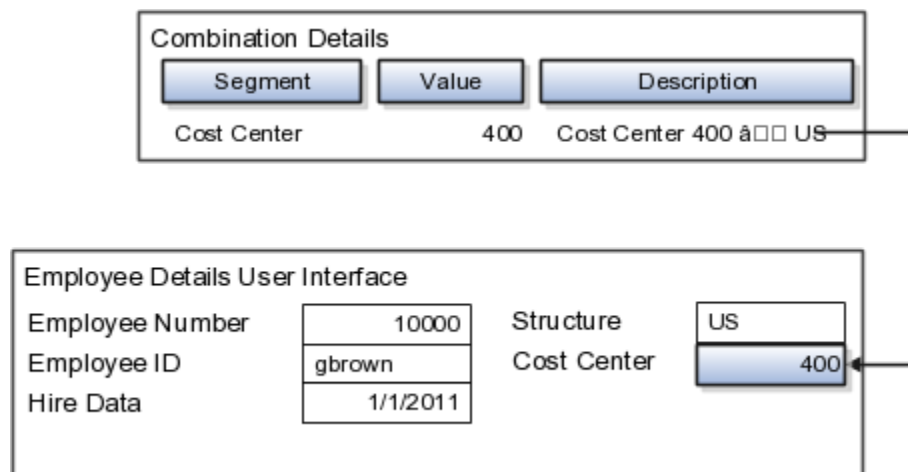 Combination Details
Segment Value Description
Cost Center 400 Cost Center 400 â□□ US
Employee Details User Interface
Employee Number 10000 Structure US
Employee ID gbrown Cost Center 400
Hire Data 1/1/2011